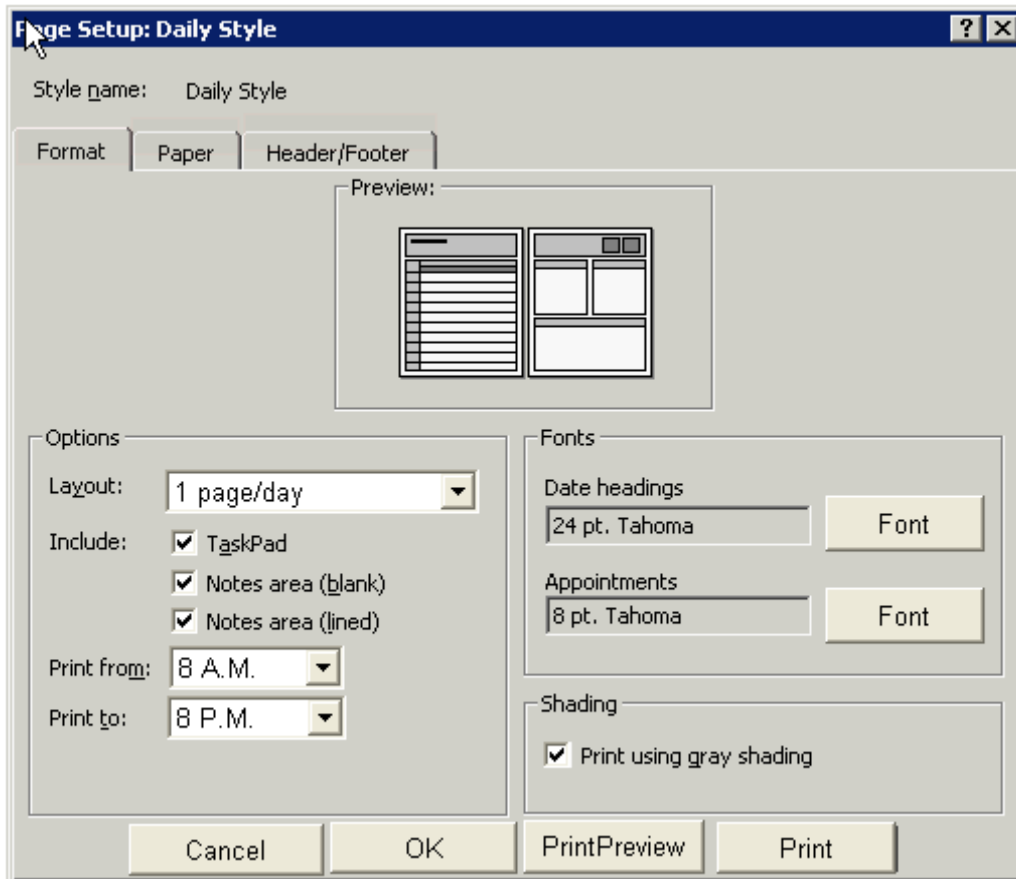 Page Setup: Daily Style
Style name: Daily Style
Format Paper Header/Footer
Preview:
Options
Layout: 1 page/day
Include: TaskPad
Notes area (blank)
Notes area (lined)
Print from: 8 A.M.
Print to: 8 P.M.
Fonts
Date headings
24 pt. Tahoma Font
Appointments
8 pt. Tahoma Font
Shading
Print using gray shading
Cancel OK PrintPreview Print